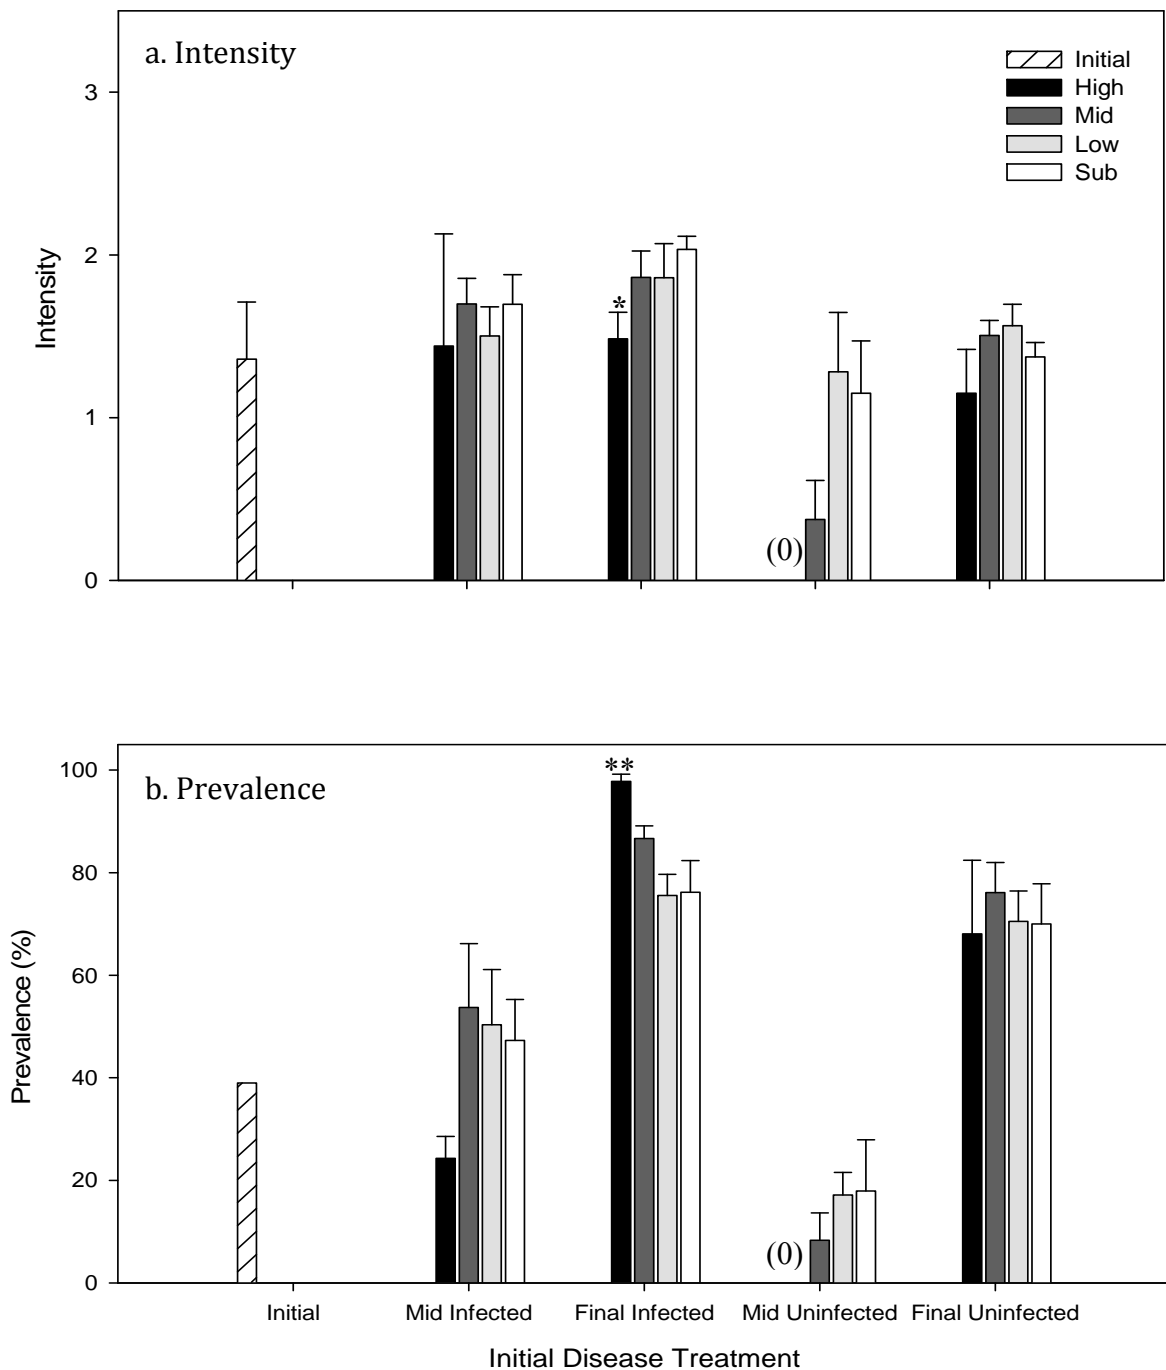 a. Intensity
Initial
High
Mid
Low
Sub
3
2
1
0
Intensity
*
(0)
b. Prevalence
**
100
80
60
40
20
0
Prevalence (%)
(0)
Initial Mid Infected Final Infected Mid Uninfected Final Uninfected
Initial Disease Treatment